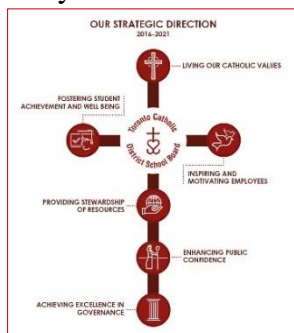 OUR STRATEGIC DIRECTION
2016-2021
LIVING OUR CATHOLIC VALUES
FOSTERING STUDENT
ACHIEVEMENT AND WELL BEING
Toronto Catholic
District School Board
INSPIRING AND
MOTIVATING EMPLOYEES
PROVIDING STEWARDSHIP
OF RESOURCES
ENHANCING PUBLIC
CONFIDENCE
ACHIEVING EXCELLENCE IN
GOVERNANCE